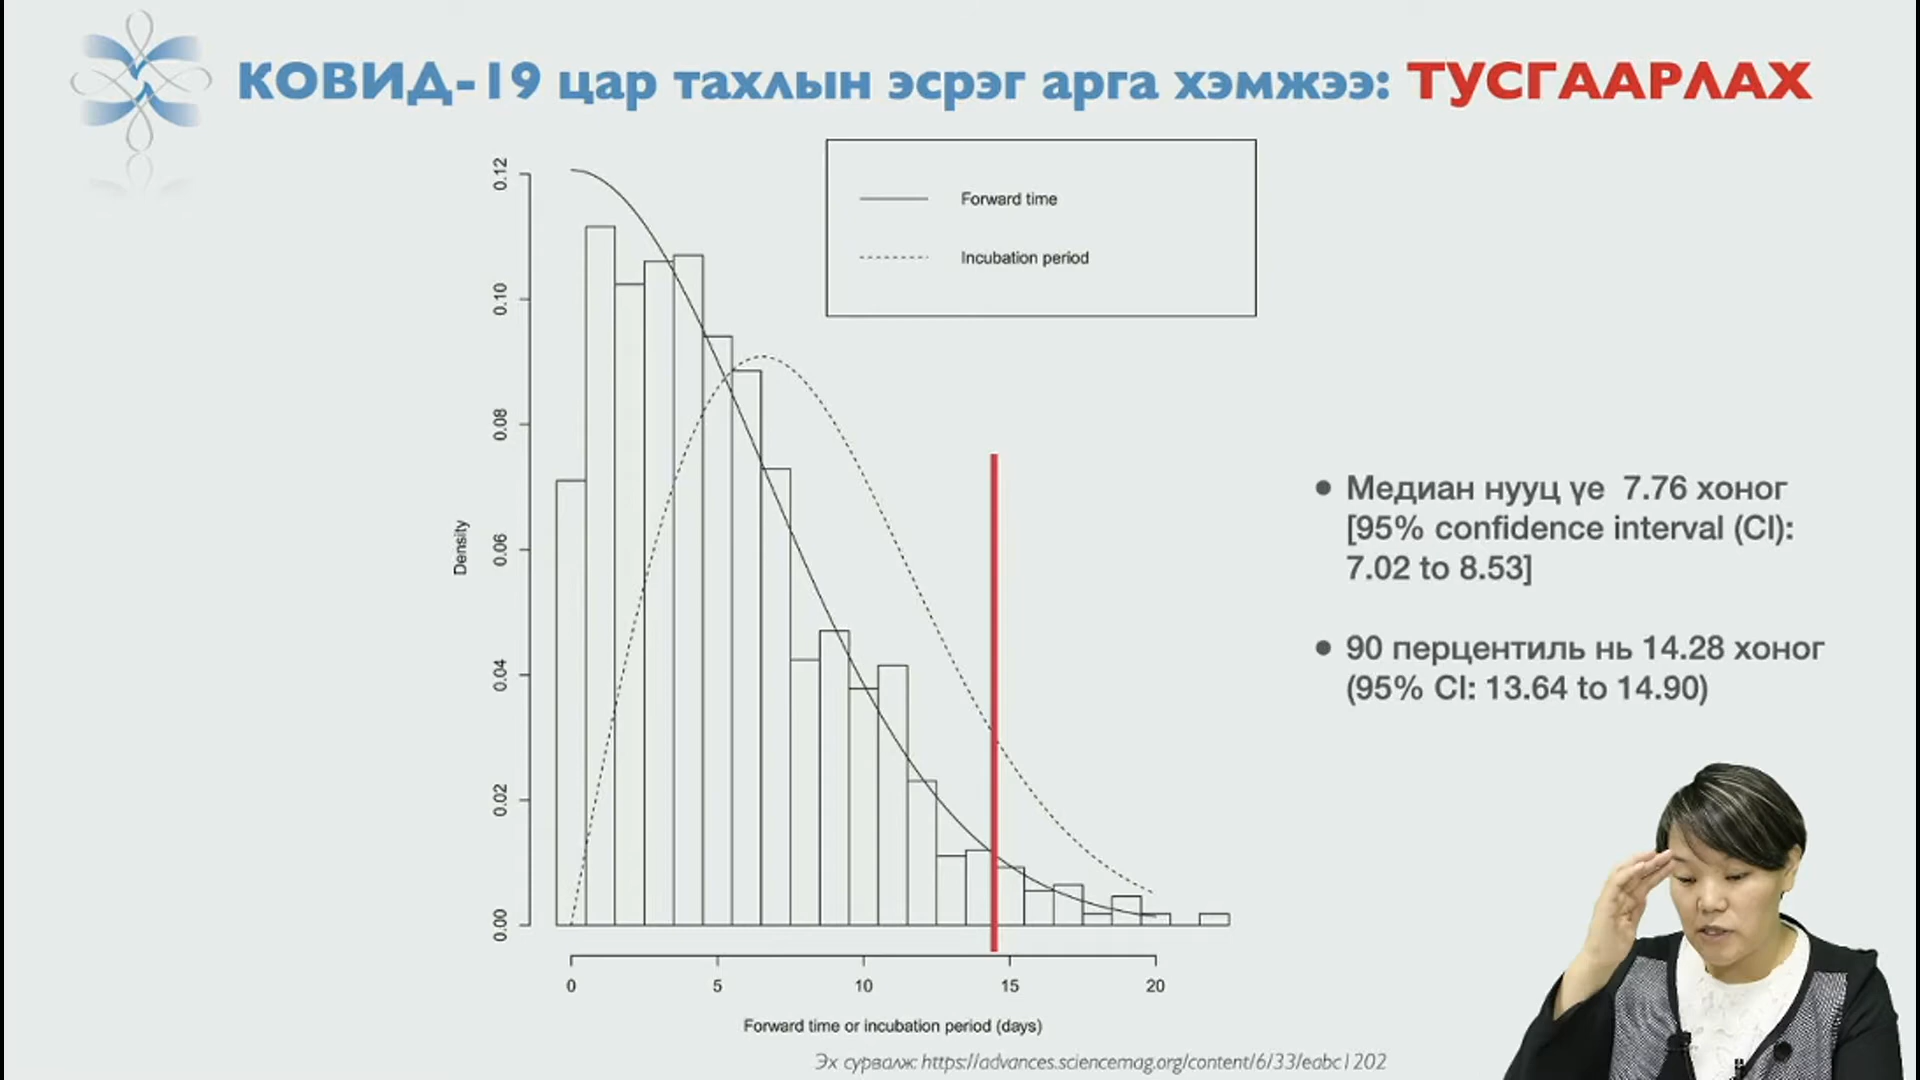 КОВИД-19 цар тахлын эсрэг арга хэмжээ: ТУСГААРЛАХ
Forward time
Incubation period
Density
0.12
0.10
0.08
0.06
0.04
0.02
0.00
0 5 10 15 20
Forward time or incubation period (days)
• Медиан нууц үе 7.76 хоног
[95% confidence interval (CI):
7.02 to 8.53]
• 90 перцентиль нь 14.28 хоног
(95% CI: 13.64 to 14.90)
Эх сурвалж: https://advances.sciencemag.org/content/6/33/eabc1202